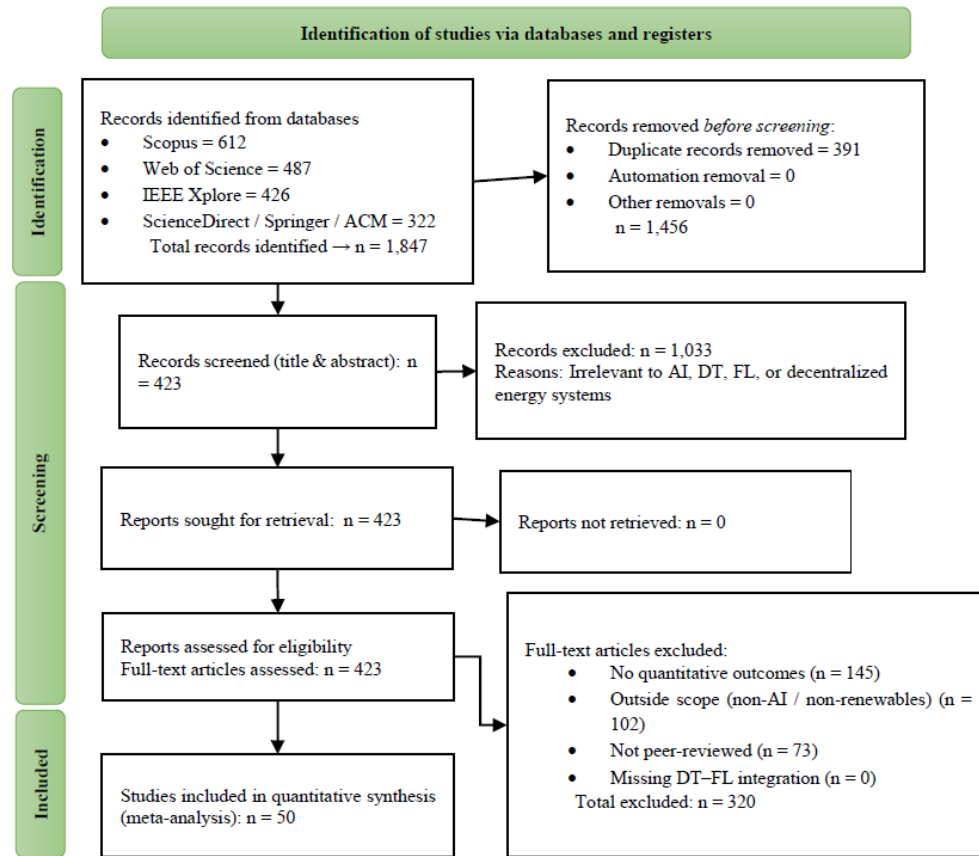 Identification of studies via databases and registers
Identification
Records identified from databases
• Scopus = 612
• Web of Science = 487
• IEEE Xplore = 426
• ScienceDirect / Springer / ACM = 322
Total records identified → n = 1,847
Records removed before screening:
• Duplicate records removed = 391
• Automation removal = 0
• Other removals = 0
n = 1,456
Screening
Records screened (title & abstract): n
= 423
Records excluded: n = 1,033
Reasons: Irrelevant to AI, DT, FL, or decentralized
energy systems
Reports sought for retrieval: n = 423
Reports not retrieved: n = 0
Reports assessed for eligibility
Full-text articles assessed: n = 423
Full-text articles excluded:
• No quantitative outcomes (n = 145)
• Outside scope (non-AI / non-renewables) (n =
102)
• Not peer-reviewed (n = 73)
• Missing DT–FL integration (n = 0)
Total excluded: n = 320
Included
Studies included in quantitative synthesis
(meta-analysis): n = 50